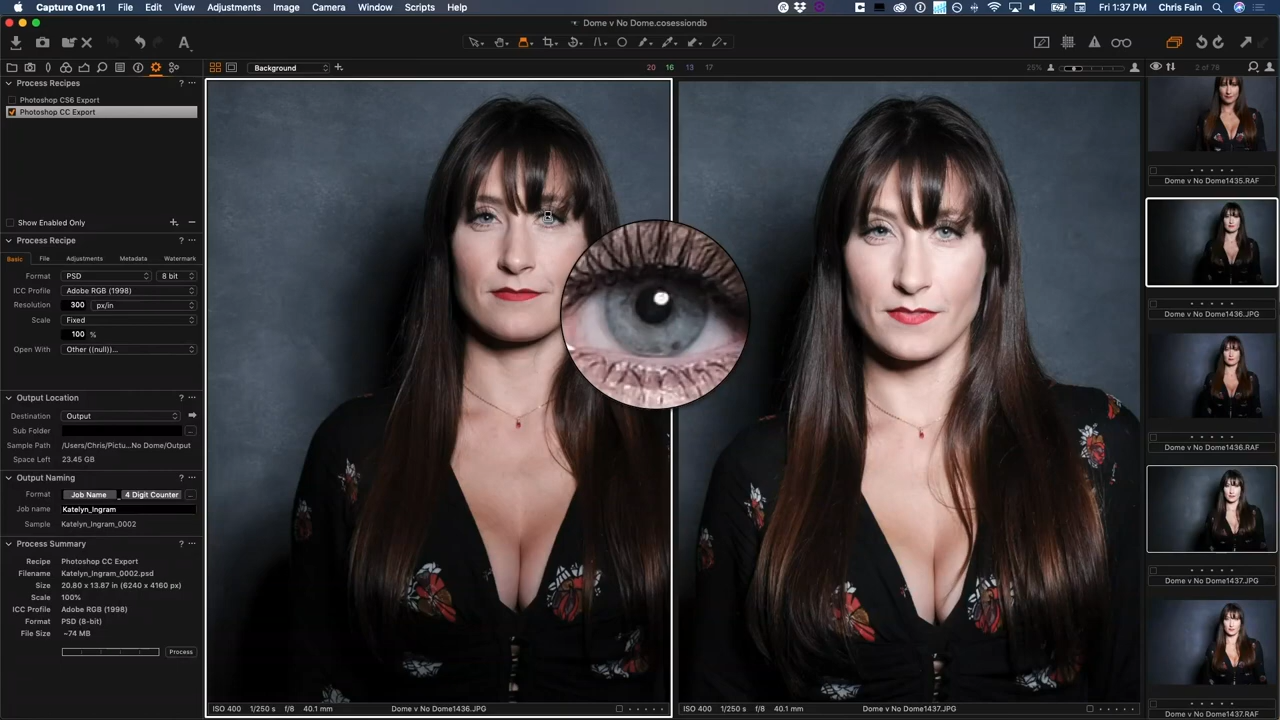 Capture One 11 File Edit View Adjustments Image Camera Window Scripts Help Fri 1:37 PM Chris Fain
Dome v No Dome.cosessiondb
Background 20 16 13 17 25% 2 of 78
Process Recipes ? ...
Photoshop CS6 Export
Photoshop CC Export
Show Enabled Only
Process Recipe ? ...
Basic File Adjustments Metadata Watermark
Format PSD 8 bit
ICC Profile Adobe RGB (1998)
Resolution 300 px/in
Scale Fixed
100 %
Open With Other ((null))...
Output Location ? ...
Destination Output
Sub Folder ...
Sample Path /Users/Chris/Pictu...No Dome/Output
Space Left 23.45 GB
Output Naming ? ...
Format Job Name _ 4 Digit Counter ...
Job name Katelyn_Ingram
Sample Katelyn_Ingram_0002
Process Summary ? ...
Recipe Photoshop CC Export
Filename Katelyn_Ingram_0002.psd
Size 20.80 x 13.87 in (6240 x 4160 px)
Scale 100%
ICC Profile Adobe RGB (1998)
Format PSD (8-bit)
File Size ~74 MB
Process
ISO 400 1/250 s f/8 40.1 mm Dome v No Dome1436.JPG
ISO 400 1/250 s f/8 40.1 mm Dome v No Dome1437.JPG
Dome v No Dome1435.RAF
Dome v No Dome1436.JPG
Dome v No Dome1436.RAF
Dome v No Dome1437.JPG
Dome v No Dome1437.RAF